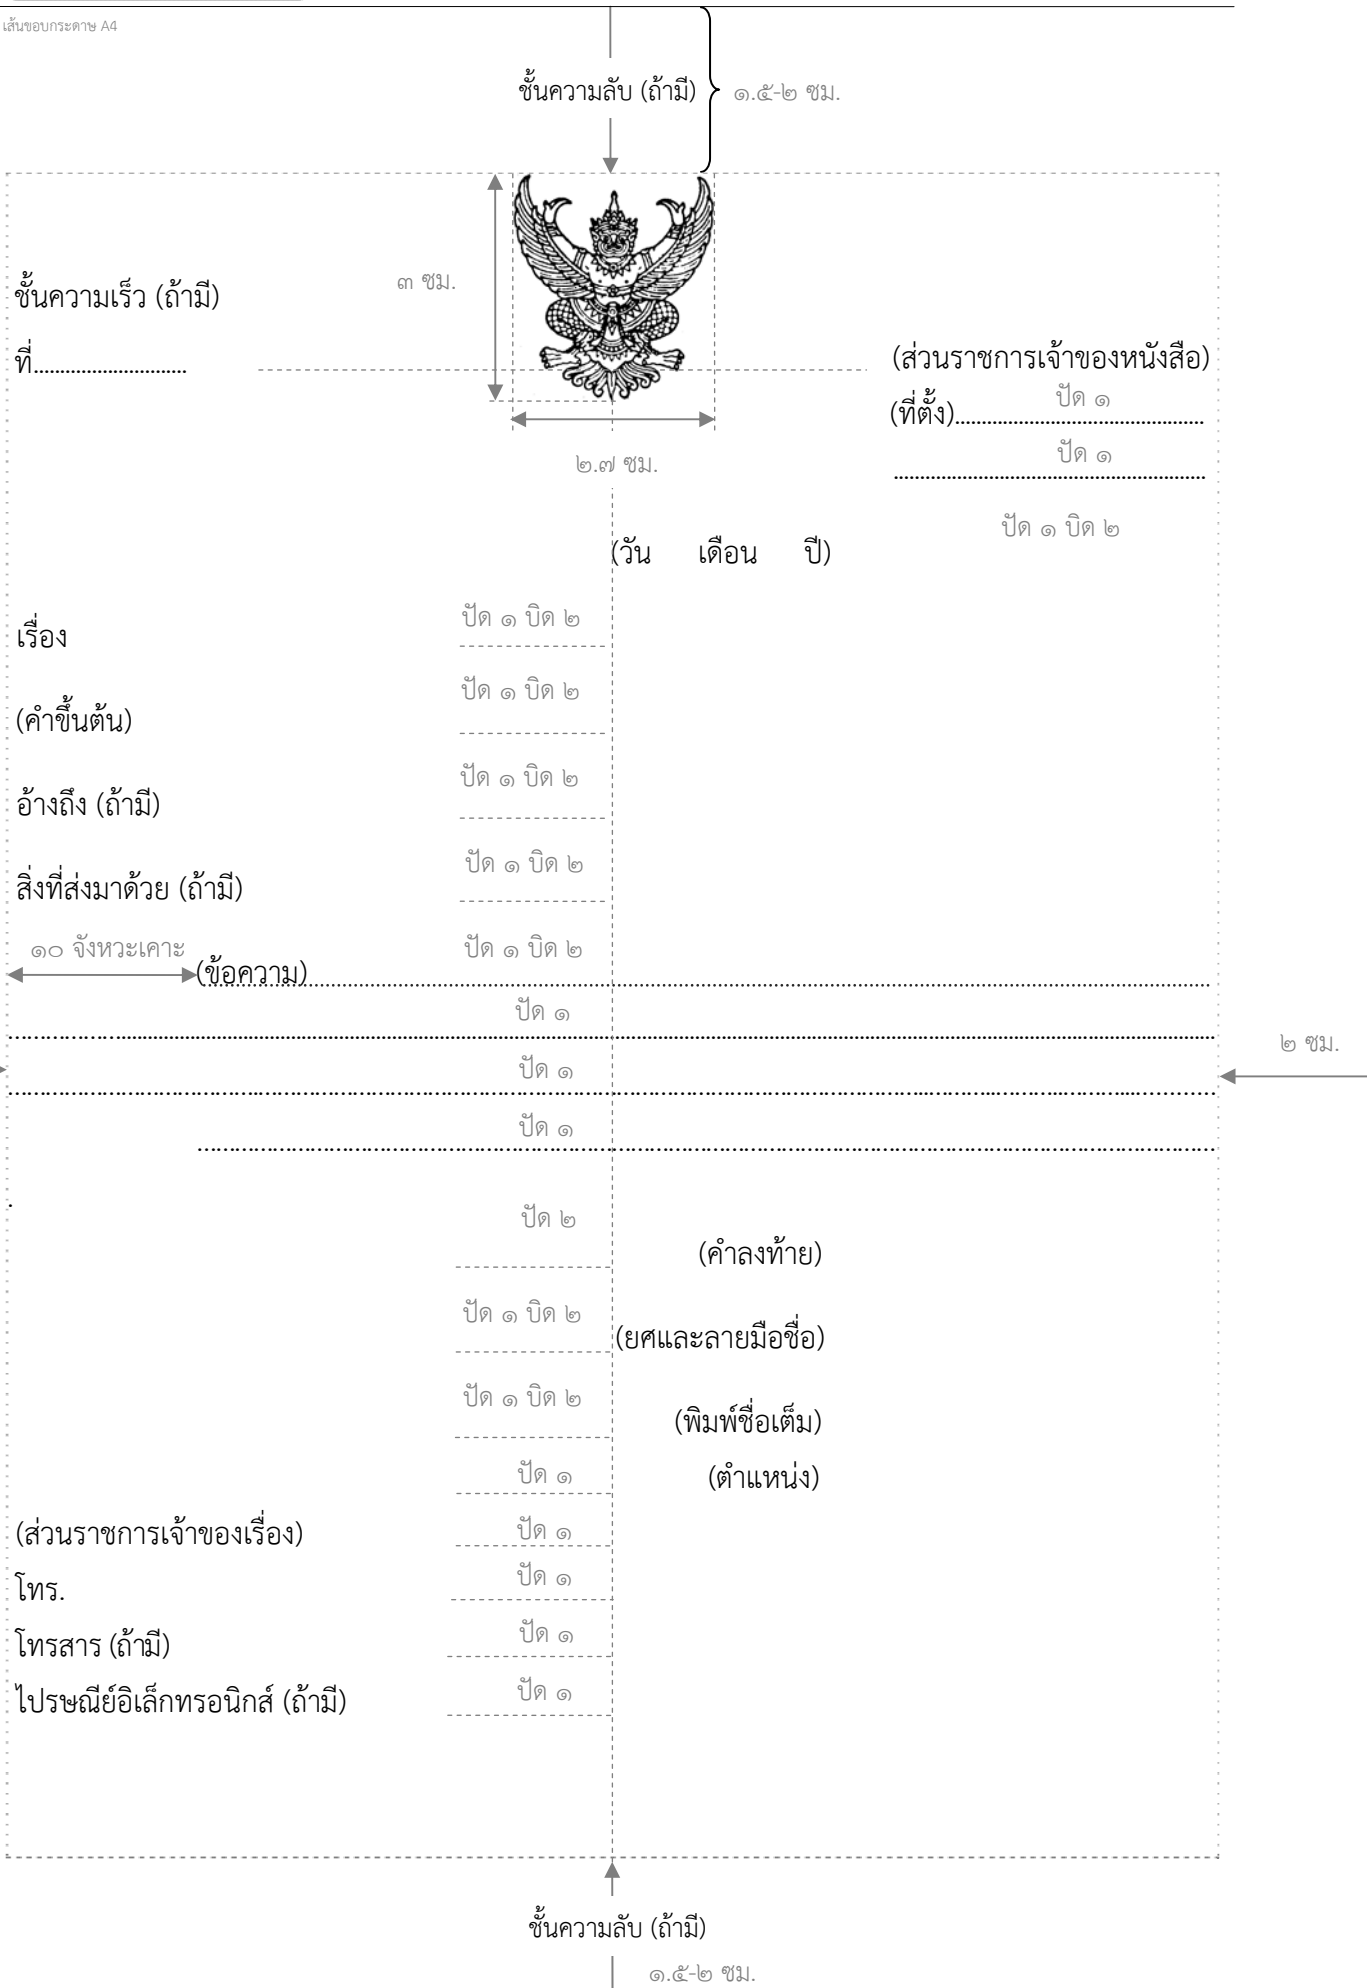 เส้นขอบกระดาษ A4
ชั้นความลับ (ถ้ามี) ๑.๕-๒ ซม.
๓ ซม.
ชั้นความเร็ว (ถ้ามี)
ที่............................. (ส่วนราชการเจ้าของหนังสือ)
ปัด ๑
(ที่ตั้ง)................................................
ปัด ๑
............................................................
๒.๗ ซม.
ปัด ๑ บิด ๒
(วัน เดือน ปี)
ปัด ๑ บิด ๒
เรื่อง
ปัด ๑ บิด ๒
(คำขึ้นต้น)
ปัด ๑ บิด ๒
อ้างถึง (ถ้ามี)
ปัด ๑ บิด ๒
สิ่งที่ส่งมาด้วย (ถ้ามี)
๑๐ จังหวะเคาะ ปัด ๑ บิด ๒
(ข้อความ)................................................................
ปัด ๑
................................................................
๒ ซม.
ปัด ๑
................................................................
ปัด ๑
................................................................
.
ปัด ๒
(คำลงท้าย)
ปัด ๑ บิด ๒
(ยศและลายมือชื่อ)
ปัด ๑ บิด ๒
(พิมพ์ชื่อเต็ม)
ปัด ๑ (ตำแหน่ง)
(ส่วนราชการเจ้าของเรื่อง) ปัด ๑
โทร. ปัด ๑
โทรสาร (ถ้ามี) ปัด ๑
ไปรษณีย์อิเล็กทรอนิกส์ (ถ้ามี) ปัด ๑
ชั้นความลับ (ถ้ามี)
๑.๕-๒ ซม.